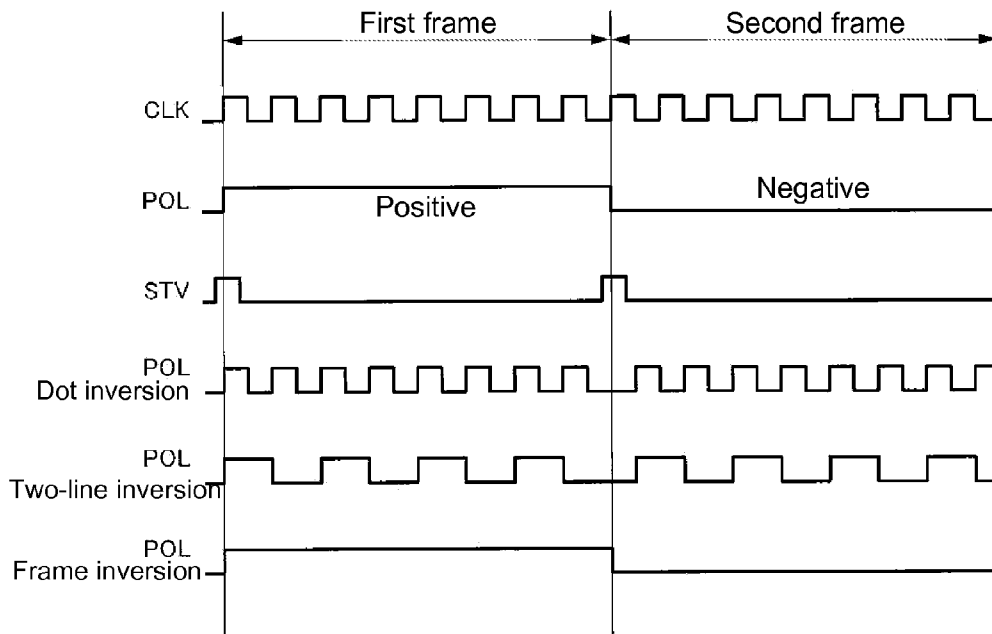 First frame
Second frame
CLK
POL
Positive
Negative
STV
POL
Dot inversion
POL
Two-line inversion
POL
Frame inversion